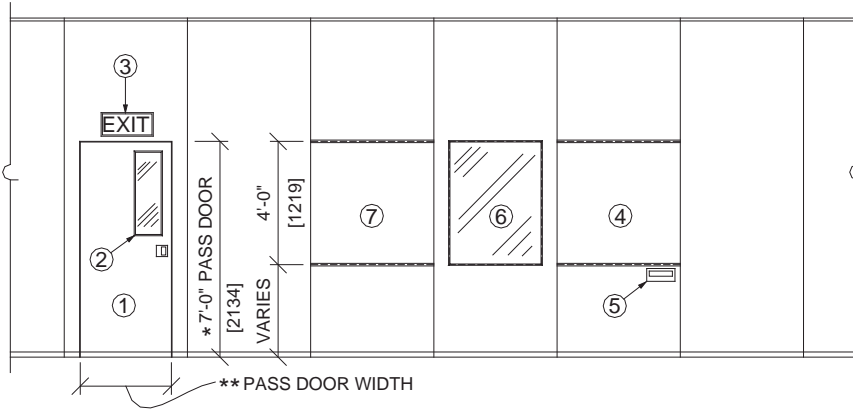 ③
EXIT
②
①
* 7'-0" PASS DOOR
[2134]
4'-0"
[1219]
VARIES
⑦
⑥
④
⑤
** PASS DOOR WIDTH